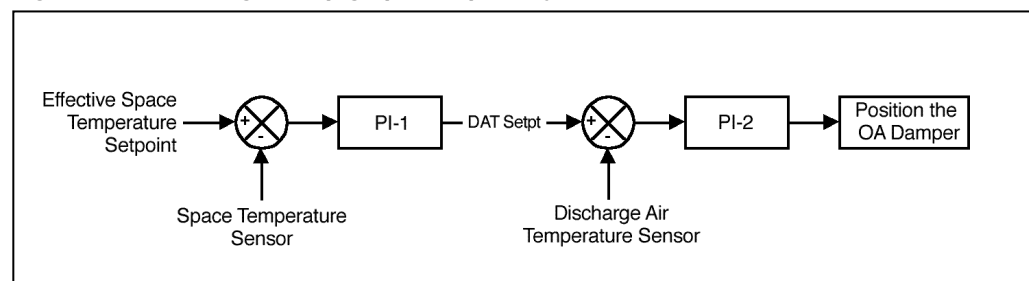 Effective Space
Temperature
Setpoint
+
-
PI-1
DAT Setpt
+
-
PI-2
Position the
OA Damper
Space Temperature
Sensor
Discharge Air
Temperature Sensor